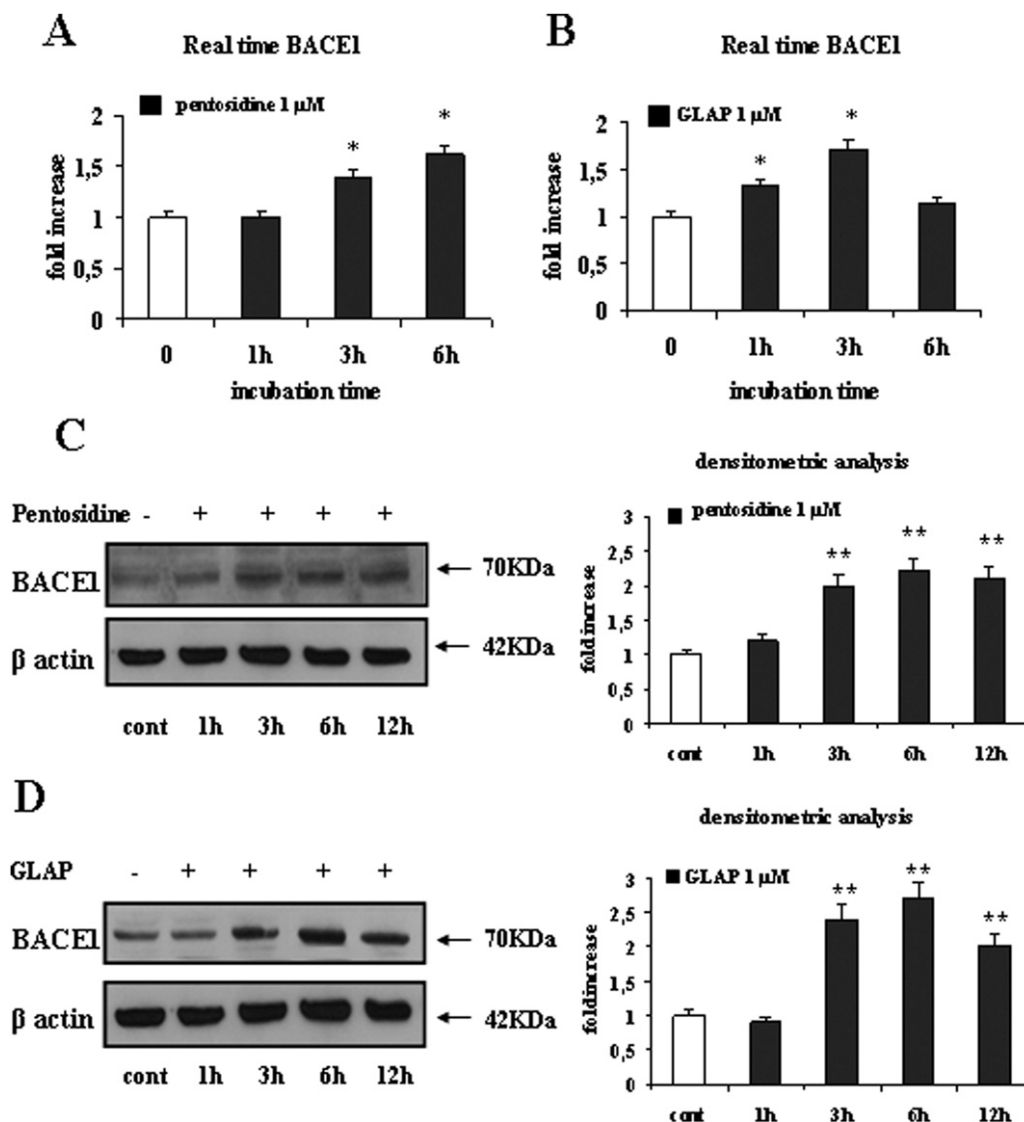 A
Real time BACE1
pentosidine 1 µM
fold increase
2
1,5
1
0,5
0
*
*
0 1h 3h 6h
incubation time
B
Real time BACE1
GLAP 1 µM
fold increase
2
1,5
1
0,5
0
*
*
0 1h 3h 6h
incubation time
C
Pentosidine - + + + +
BACE1
70KDa
β actin
42KDa
cont 1h 3h 6h 12h
densitometric analysis
pentosidine 1 µM
fold increase
3
2,5
2
1,5
1
0,5
0
** ** **
cont 1h 3h 6h 12h
D
GLAP - + + + +
BACE1
70KDa
β actin
42KDa
cont 1h 3h 6h 12h
densitometric analysis
GLAP 1 µM
fold increase
3
2,5
2
1,5
1
0,5
0
** ** **
cont 1h 3h 6h 12h